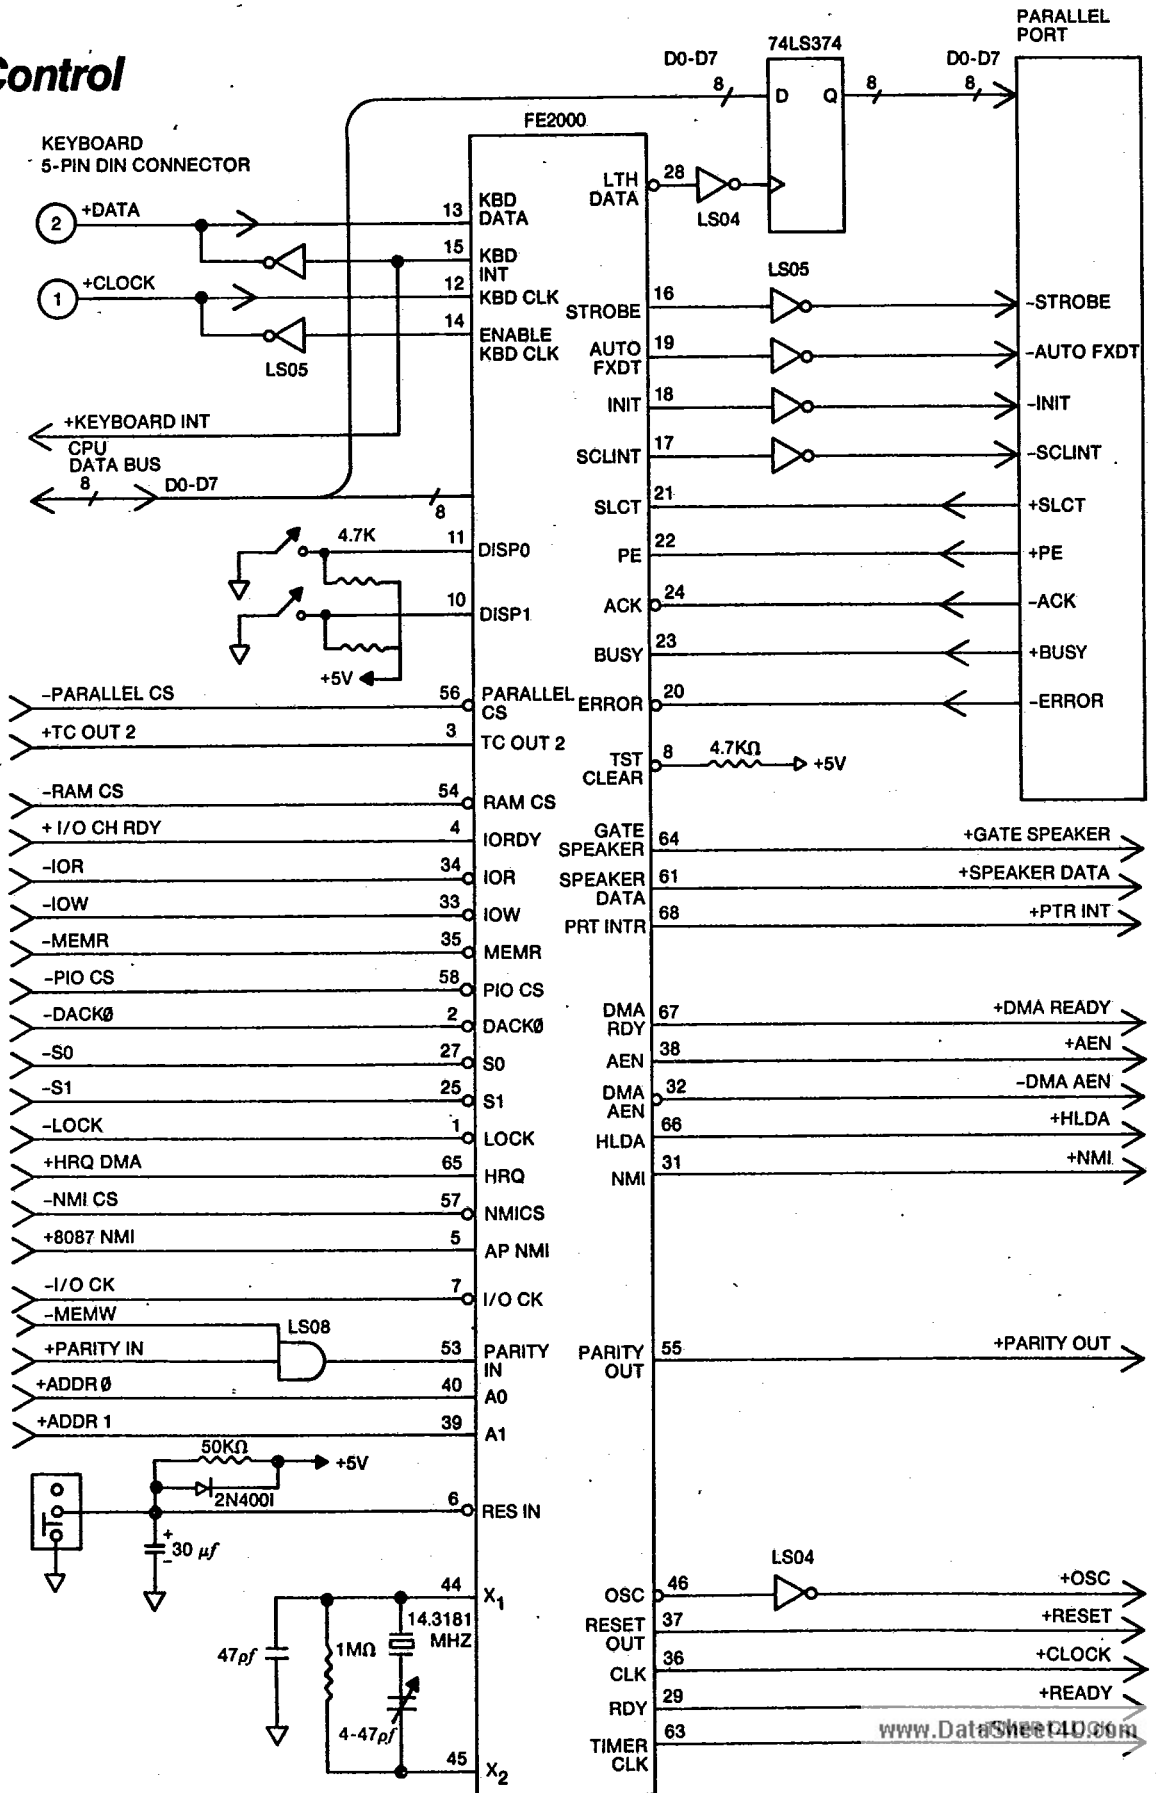 Control
PARALLEL
PORT
74LS374
D0-D7
D0-D7
8
D
Q
8
8
FE2000
KEYBOARD
5-PIN DIN CONNECTOR
LTH
DATA
28
LS04
2
+DATA
13
KBD
DATA
15
KBD
INT
1
+CLOCK
12
KBD CLK
14
ENABLE
KBD CLK
LS05
LS05
STROBE
16
-STROBE
AUTO
FXDT
19
-AUTO FXDT
INIT
18
-INIT
SCLINT
17
-SCLINT
+KEYBOARD INT
CPU
DATA BUS
8
D0-D7
8
SLCT
21
+SLCT
4.7K
11
DISP0
PE
22
+PE
10
DISP1
ACK
24
-ACK
BUSY
23
+BUSY
+5V
-PARALLEL CS
56
PARALLEL
CS
ERROR
20
-ERROR
+TC OUT 2
3
TC OUT 2
TST
CLEAR
8
4.7KΩ
+5V
-RAM CS
54
RAM CS
+ I/O CH RDY
4
IORDY
GATE
SPEAKER
64
+GATE SPEAKER
-IOR
34
IOR
SPEAKER
DATA
61
+SPEAKER DATA
-IOW
33
IOW
PRT INTR
68
+PTR INT
-MEMR
35
MEMR
-PIO CS
58
PIO CS
-DACKØ
2
DACKØ
DMA
RDY
67
+DMA READY
-S0
27
S0
AEN
38
+AEN
-S1
25
S1
DMA
AEN
32
-DMA AEN
-LOCK
1
LOCK
HLDA
66
+HLDA
+HRQ DMA
65
HRQ
NMI
31
+NMI
-NMI CS
57
NMICS
+8087 NMI
5
AP NMI
-I/O CK
7
I/O CK
-MEMW
LS08
+PARITY IN
53
PARITY
IN
PARITY
OUT
55
+PARITY OUT
+ADDR Ø
40
A0
+ADDR 1
39
A1
50KΩ
+5V
2N400I
6
RES IN
+
-
30 µf
LS04
44
X1
OSC
46
+OSC
14.3181
MHZ
RESET
OUT
37
+RESET
47pf
1MΩ
CLK
36
+CLOCK
4-47pf
RDY
29
+READY
45
X2
TIMER
CLK
63
www.DataSheet4U.com